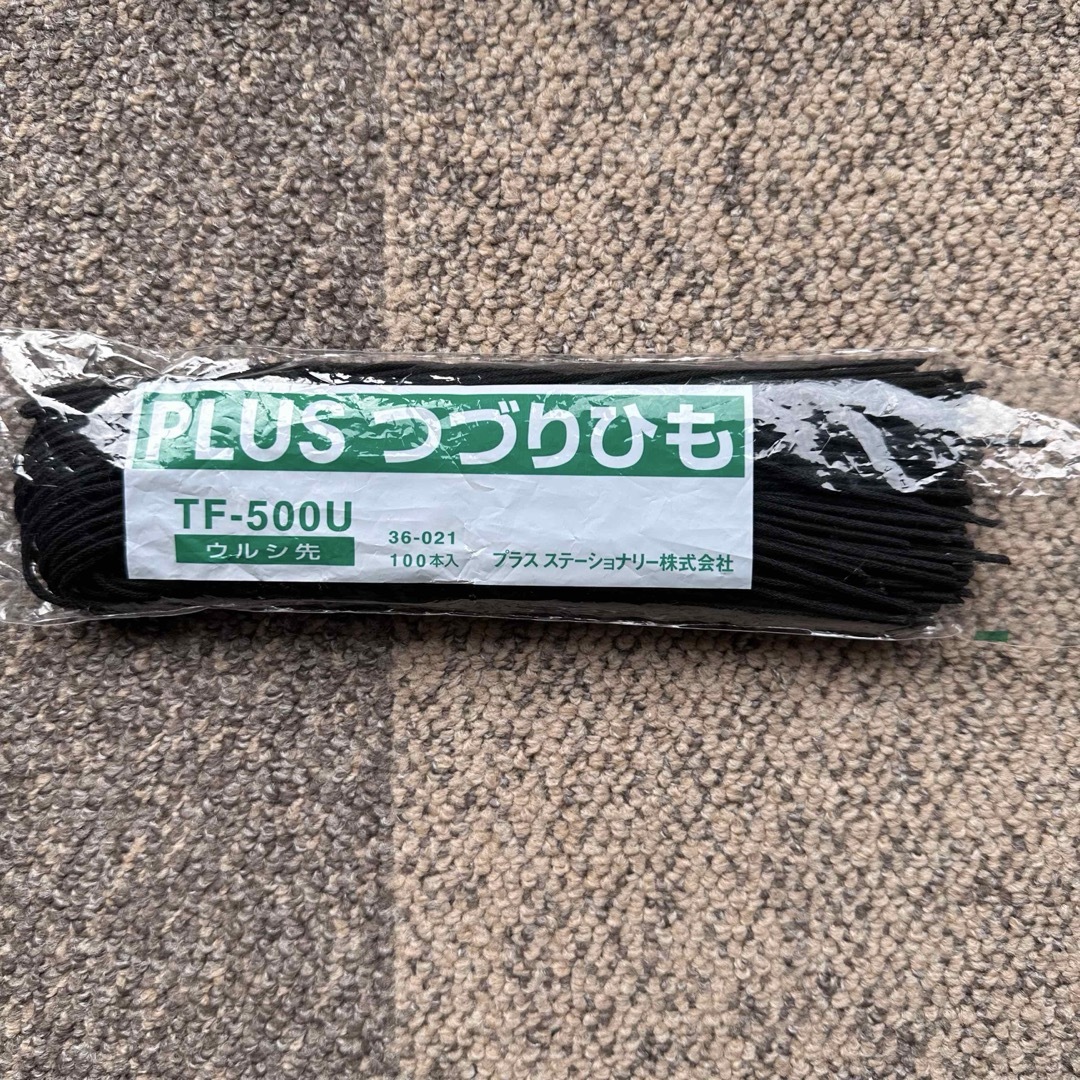 PLUS つづりひも
TF-500U
ウルシ先
36-021
100本入
プラス ステーショナリー株式会社